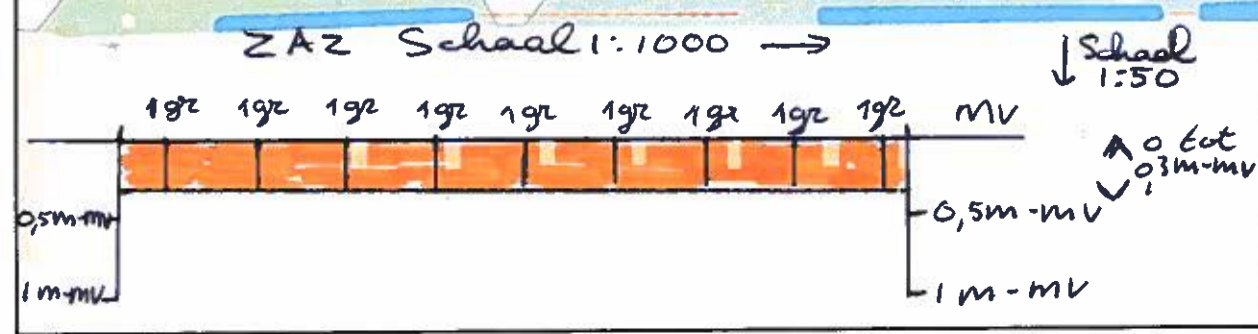 ZAZ Schaal 1:1000 →
↓ Schaal
1:50
1gr 1gr 1gr 1gr 1gr 1gr 1gr 1gr 1gr MV
0 tot
0,3m-mv
0,5m-mv
0,5m-mv
1m-mv
1m-mv